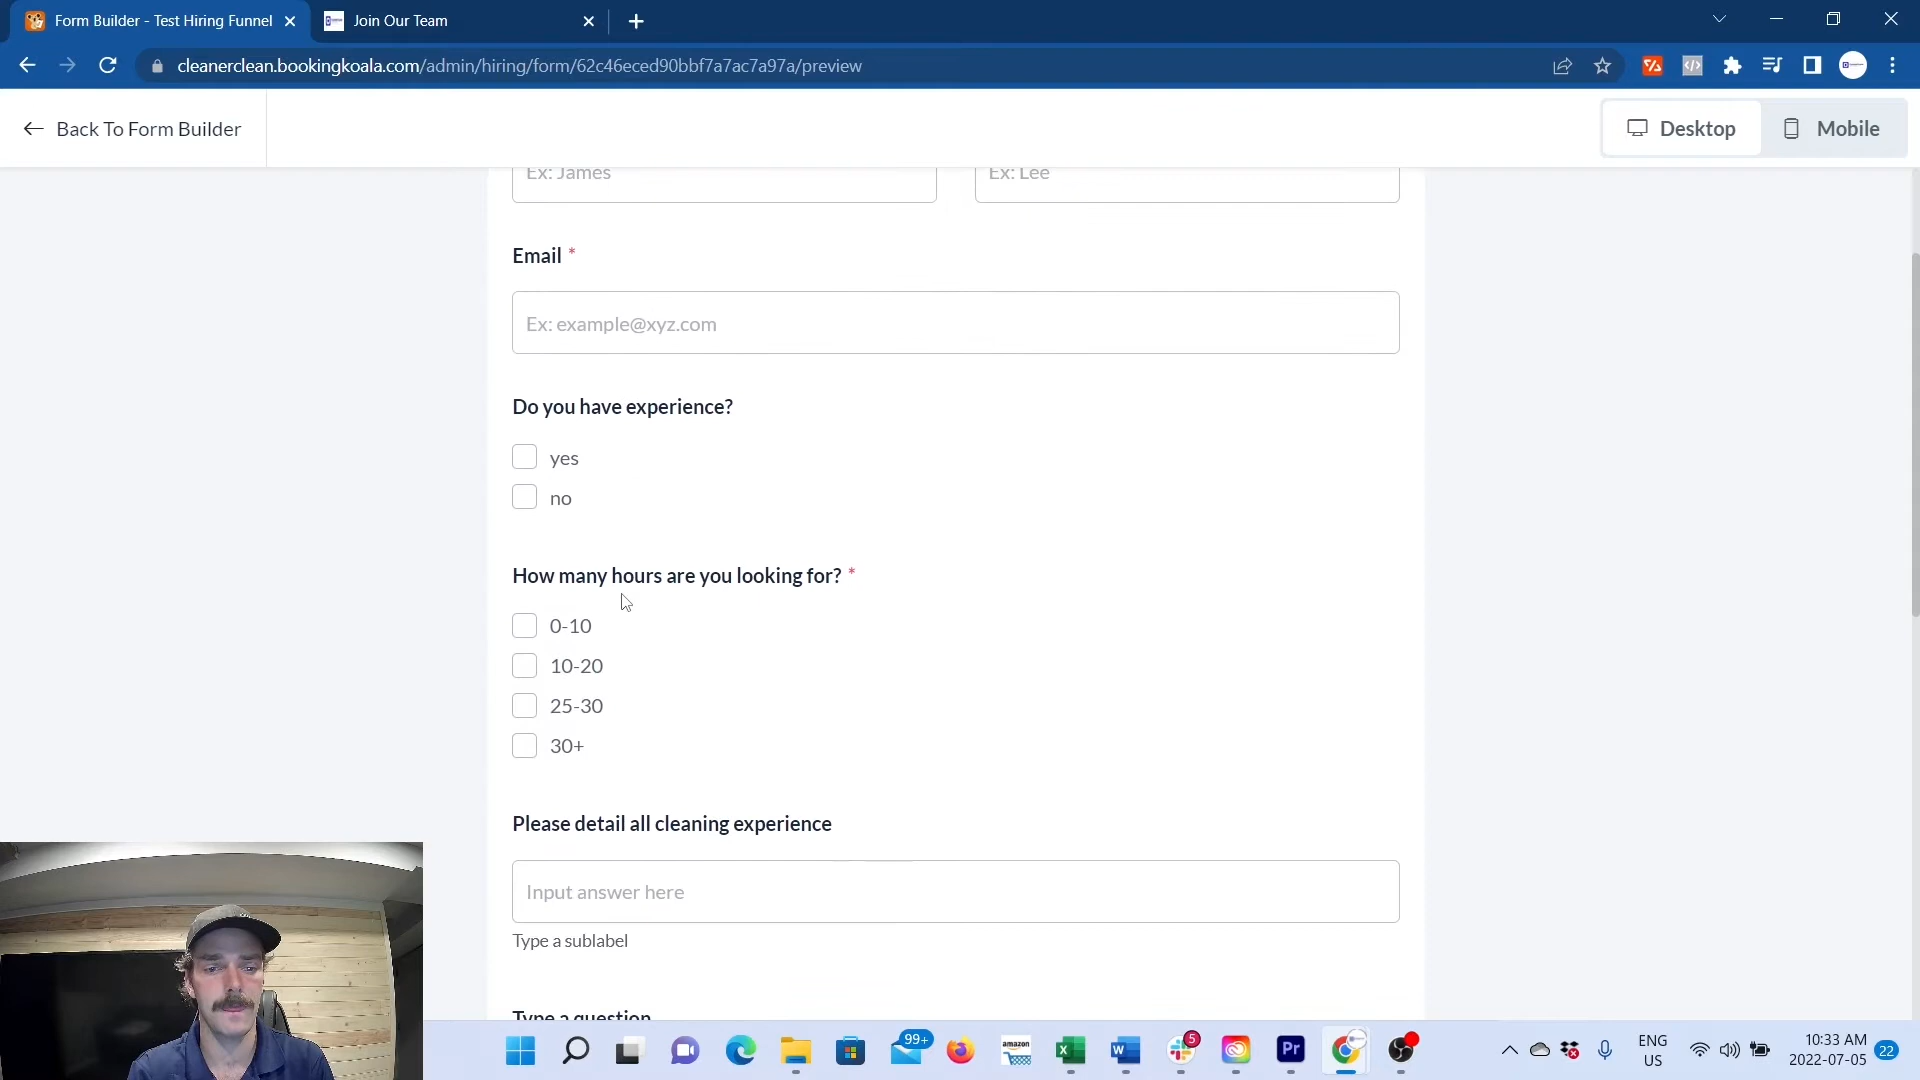 Form Builder - Test Hiring Funnel
Join Our Team
cleanerclean.bookingkoala.com/admin/hiring/form/62c46eced90bbf7a7ac7a97a/preview
Back To Form Builder
Desktop
Mobile
Ex: James
Ex: Lee
Email *
Ex: example@xyz.com
Do you have experience?
yes
no
How many hours are you looking for? *
0-10
10-20
25-30
30+
Please detail all cleaning experience
Input answer here
Type a sublabel
Type a question
99+
amazon
5
Pr
ENG
US
10:33 AM
2022-07-05
22